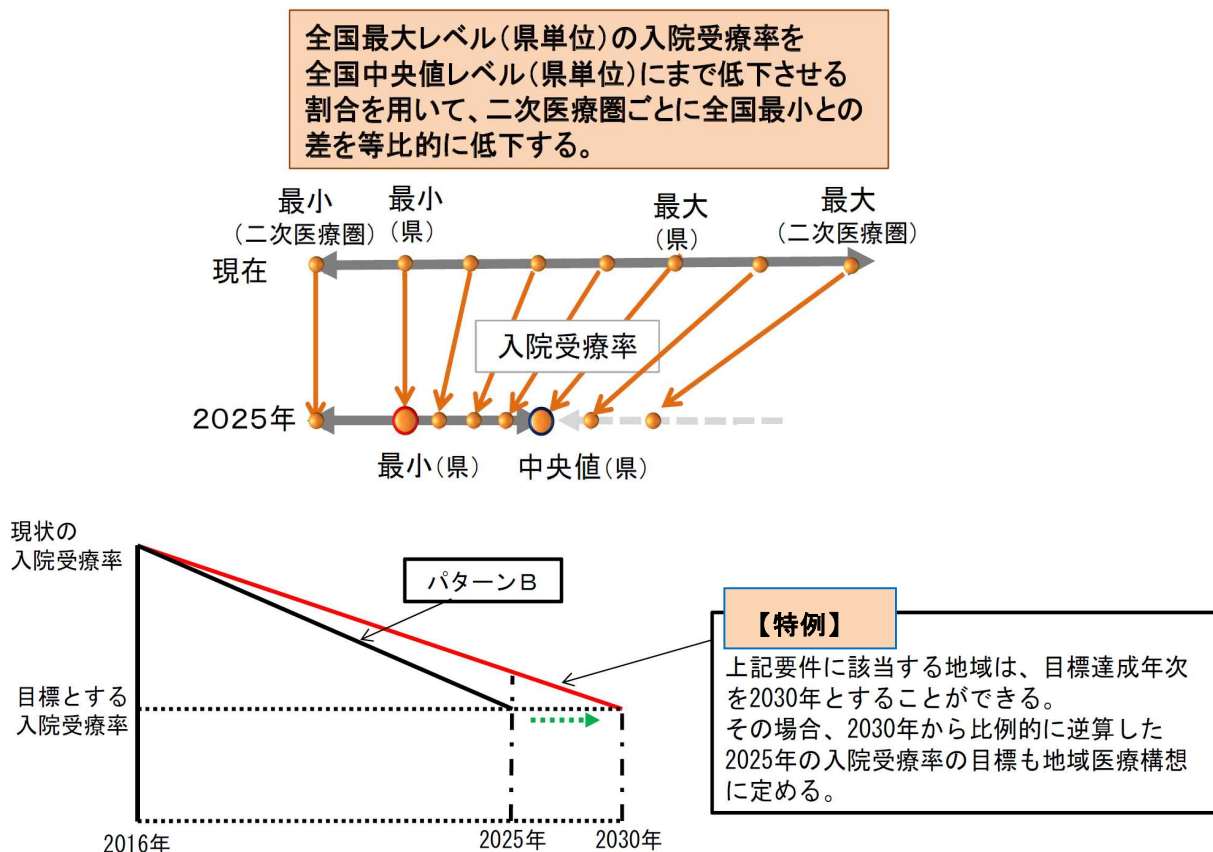 全国最大レベル(県単位)の入院受療率を
全国中央値レベル(県単位)にまで低下させる
割合を用いて、二次医療圏ごとに全国最小との
差を等比的に低下する。
最小
(二次医療圏)
最小
(県)
最大
(県)
最大
(二次医療圏)
現在
入院受療率
2025年
最小(県)
中央値(県)
現状の
入院受療率
パターンB
【特例】
上記要件に該当する地域は、目標達成年次
を2030年とすることができる。
その場合、2030年から比例的に逆算した
2025年の入院受療率の目標も地域医療構想
に定める。
目標とする
入院受療率
2016年
2025年
2030年